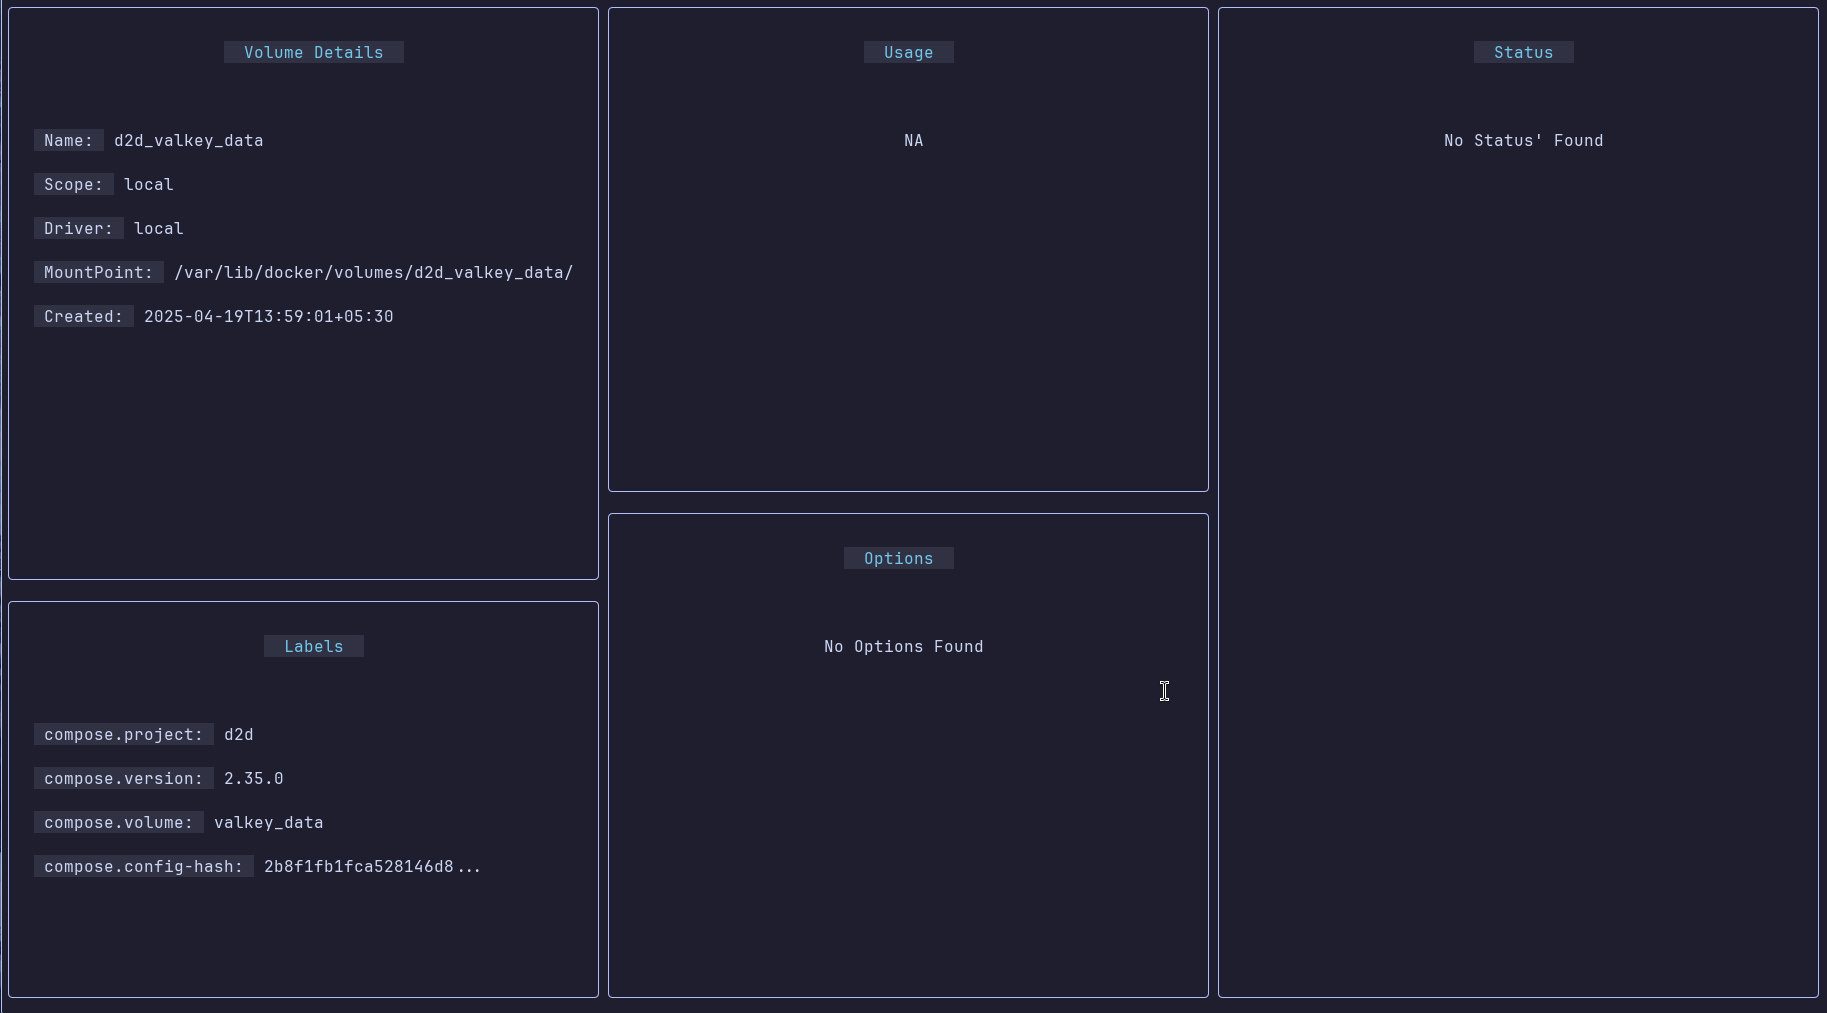 Volume Details
Name: d2d_valkey_data
Scope: local
Driver: local
MountPoint: /var/lib/docker/volumes/d2d_valkey_data/
Created: 2025-04-19T13:59:01+05:30
Labels
compose.project: d2d
compose.version: 2.35.0
compose.volume: valkey_data
compose.config-hash: 2b8f1fb1fca528146d8...
Usage
NA
Options
No Options Found
Status
No Status' Found